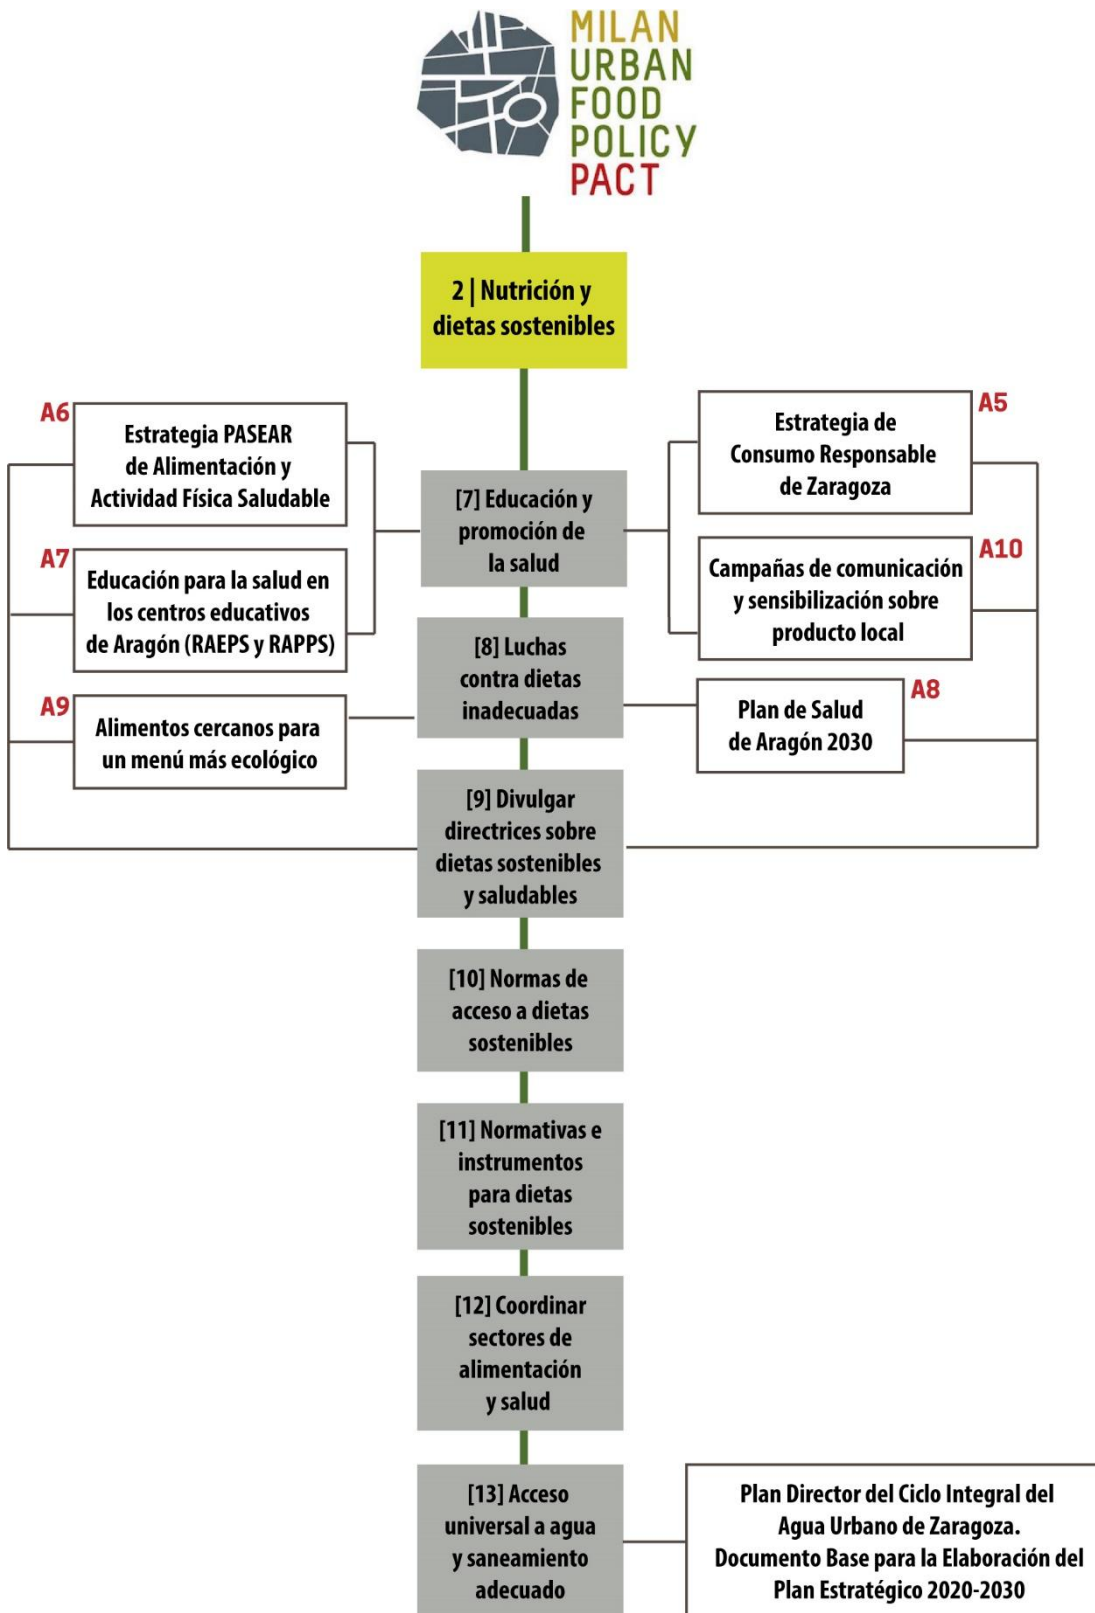 MILAN
URBAN
FOOD
POLICY
PACT
2 | Nutrición y
dietas sostenibles
A6
Estrategia PASEAR
de Alimentación y
Actividad Física Saludable
A5
Estrategia de
Consumo Responsable
de Zaragoza
[7] Educación y
promoción de
la salud
A7
Educación para la salud en
los centros educativos
de Aragón (RAEPS y RAPPS)
A10
Campañas de comunicación
y sensibilización sobre
producto local
[8] Luchas
contra dietas
inadecuadas
A9
Alimentos cercanos para
un menú más ecológico
A8
Plan de Salud
de Aragón 2030
[9] Divulgar
directrices sobre
dietas sostenibles
y saludables
[10] Normas de
acceso a dietas
sostenibles
[11] Normativas e
instrumentos
para dietas
sostenibles
[12] Coordinar
sectores de
alimentación
y salud
[13] Acceso
universal a agua
y saneamiento
adecuado
Plan Director del Ciclo Integral del
Agua Urbano de Zaragoza.
Documento Base para la Elaboración del
Plan Estratégico 2020-2030